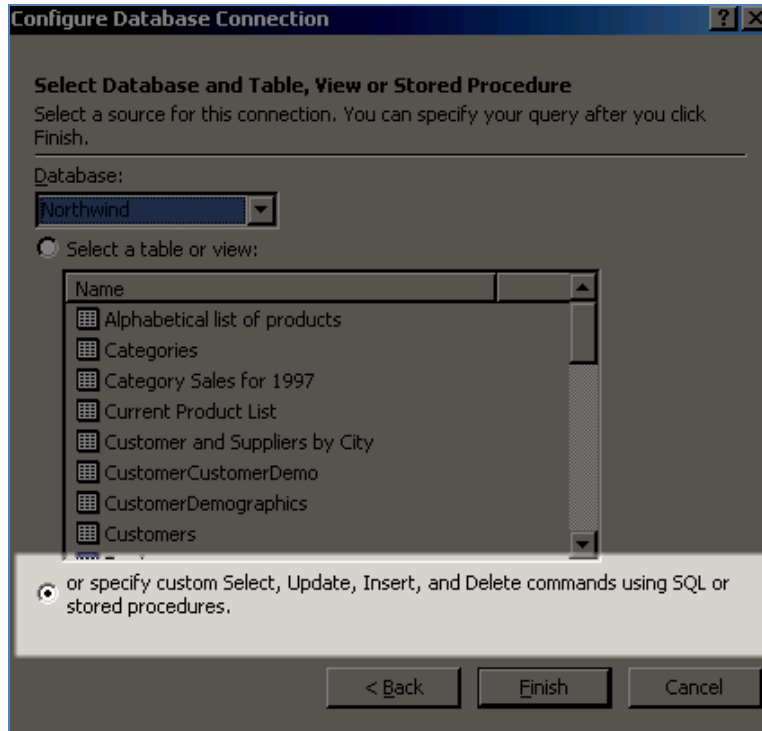 Configure Database Connection
Select Database and Table, View or Stored Procedure
Select a source for this connection. You can specify your query after you click
Finish.
Database:
Northwind
Select a table or view:
Name
Alphabetical list of products
Categories
Category Sales for 1997
Current Product List
Customer and Suppliers by City
CustomerCustomerDemo
CustomerDemographics
Customers
or specify custom Select, Update, Insert, and Delete commands using SQL or
stored procedures.
< Back
Finish
Cancel